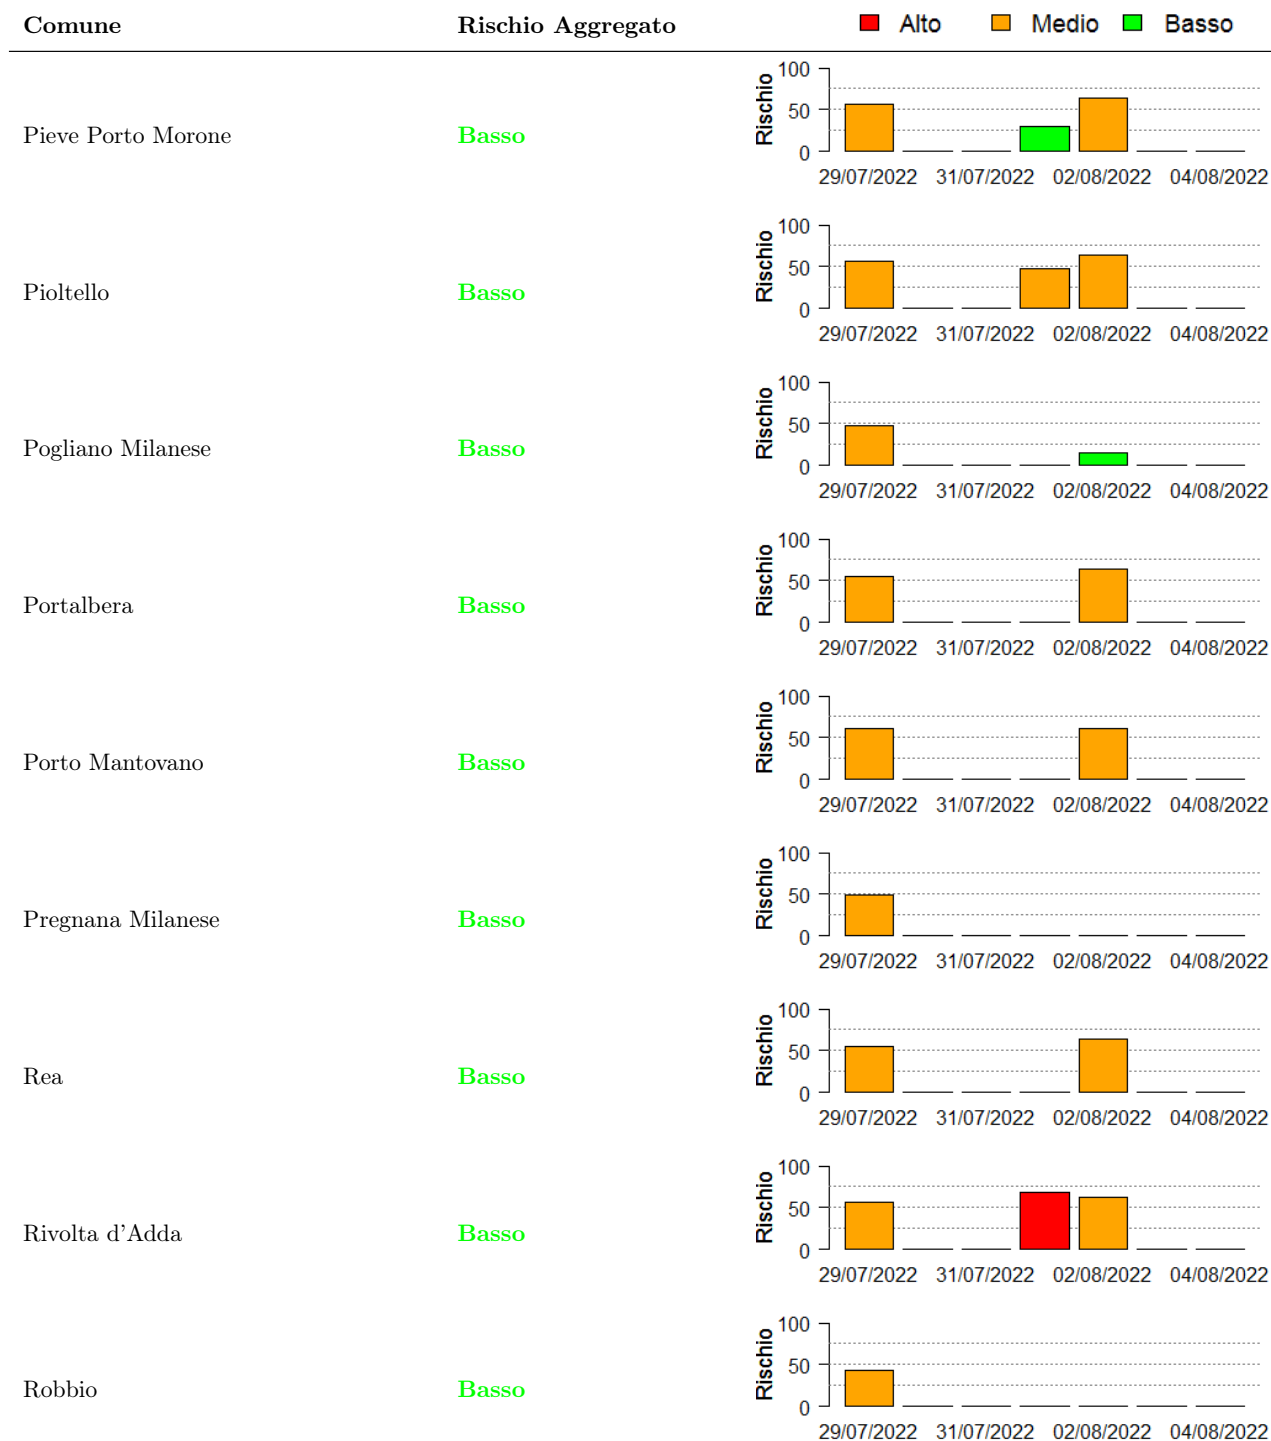 Comune Rischio Aggregato Alto Medio Basso
Pieve Porto Morone Basso Rischio 100 50 0
29/07/2022 31/07/2022 02/08/2022 04/08/2022
Pioltello Basso Rischio 100 50 0
29/07/2022 31/07/2022 02/08/2022 04/08/2022
Pogliano Milanese Basso Rischio 100 50 0
29/07/2022 31/07/2022 02/08/2022 04/08/2022
Portalbera Basso Rischio 100 50 0
29/07/2022 31/07/2022 02/08/2022 04/08/2022
Porto Mantovano Basso Rischio 100 50 0
29/07/2022 31/07/2022 02/08/2022 04/08/2022
Pregnana Milanese Basso Rischio 100 50 0
29/07/2022 31/07/2022 02/08/2022 04/08/2022
Rea Basso Rischio 100 50 0
29/07/2022 31/07/2022 02/08/2022 04/08/2022
Rivolta d'Adda Basso Rischio 100 50 0
29/07/2022 31/07/2022 02/08/2022 04/08/2022
Robbio Basso Rischio 100 50 0
29/07/2022 31/07/2022 02/08/2022 04/08/2022